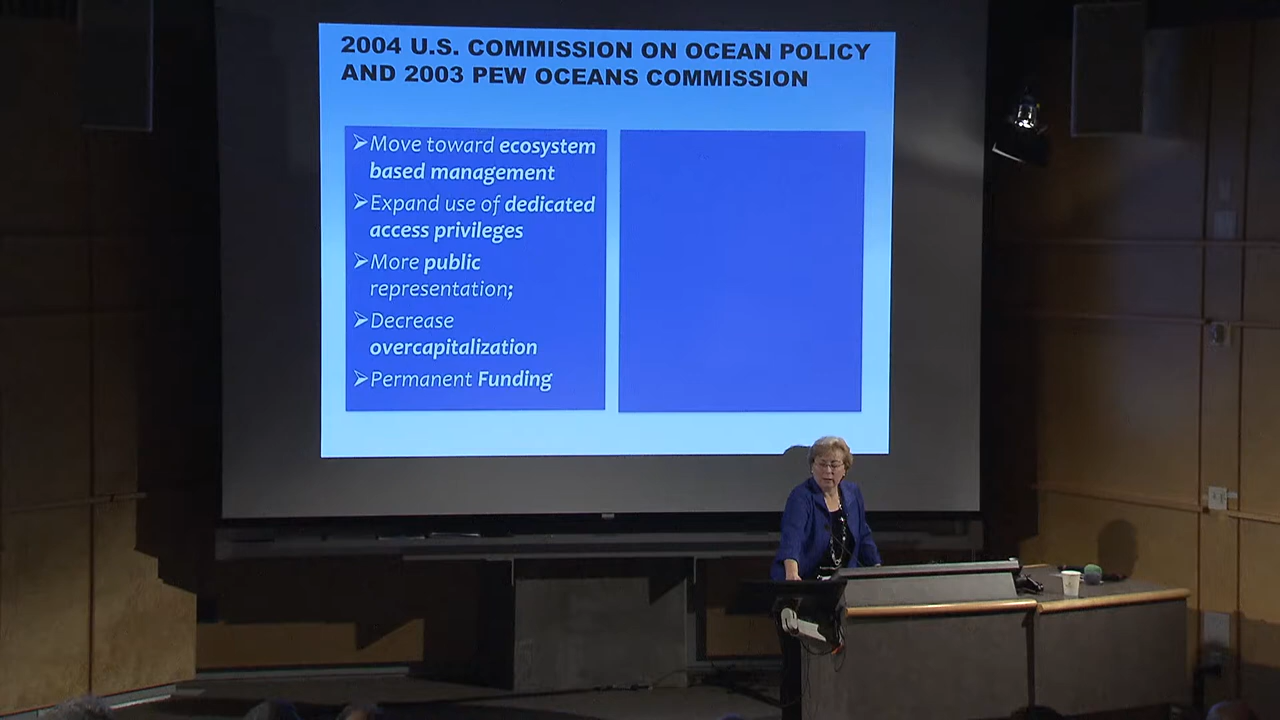 2004 U.S. COMMISSION ON OCEAN POLICY
AND 2003 PEW OCEANS COMMISSION
➢Move toward ecosystem
based management
➢Expand use of dedicated
access privileges
➢More public
representation;
➢Decrease
overcapitalization
➢Permanent Funding